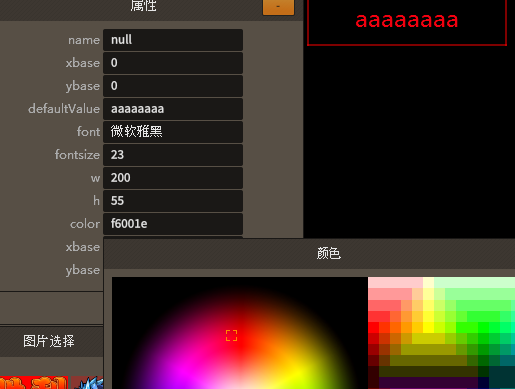 属性
-
aaaaaaaa
name null
xbase 0
ybase 0
defaultValue aaaaaaaa
font 微软雅黑
fontsize 23
w 200
h 55
color f6001e
xbase
ybase
颜色
图片选择